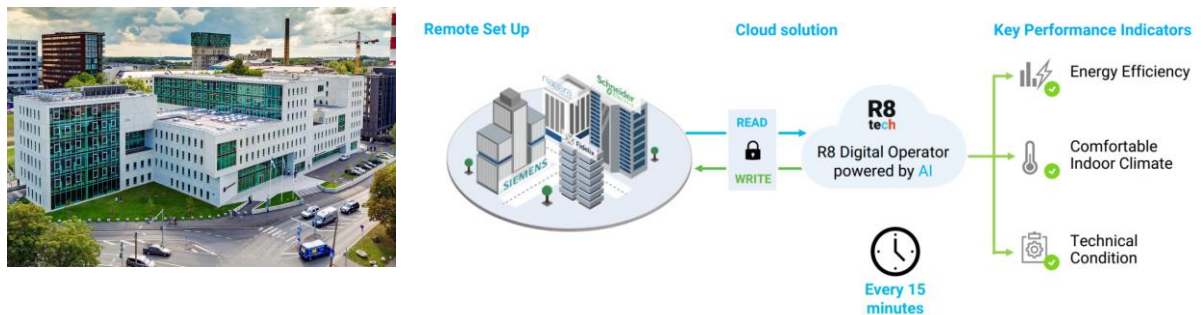 Remote Set Up
Cloud solution
Key Performance Indicators
Schneider
Fidelix
SIEMENS
READ
WRITE
R8
tech
R8 Digital Operator
powered by AI
Every 15
minutes
Energy Efficiency
Comfortable
Indoor Climate
Technical
Condition